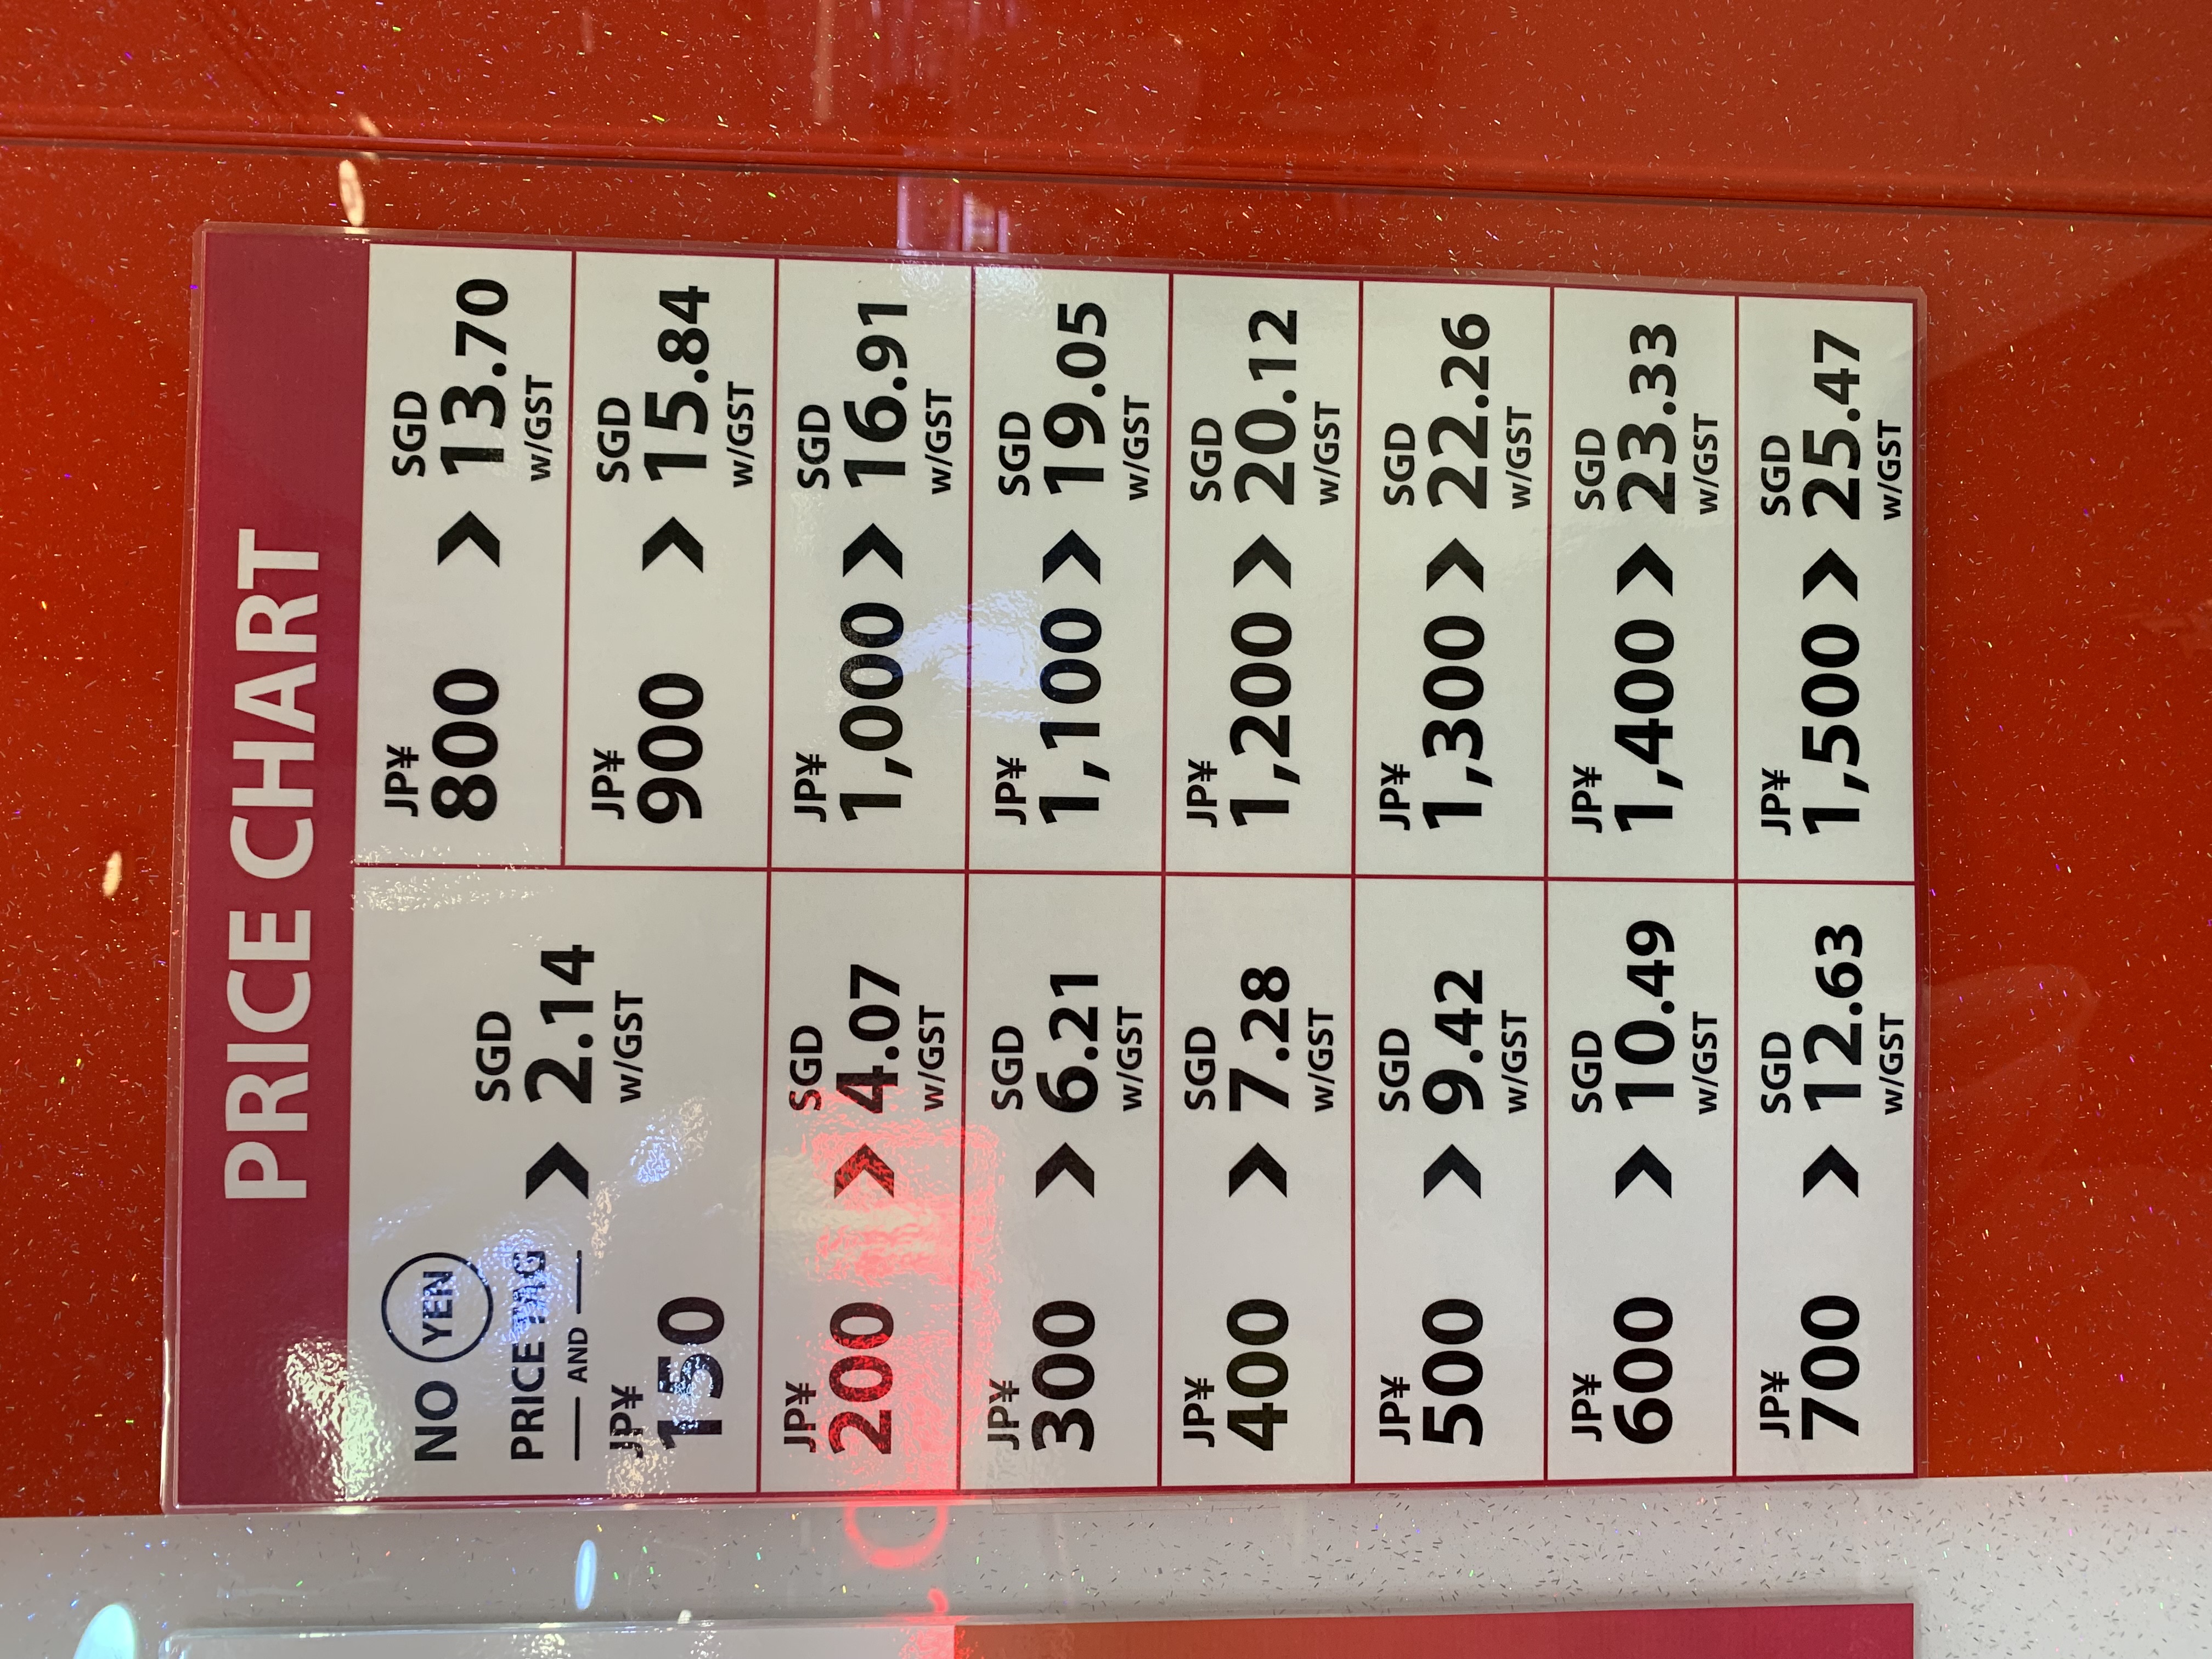 PRICE CHART
NO YEN
PRICE TAG
AND
JP¥
150
>
SGD
2.14
w/GST
JP¥
200
>
SGD
4.07
w/GST
JP¥
300
>
SGD
6.21
w/GST
JP¥
400
>
SGD
7.28
w/GST
JP¥
500
>
SGD
9.42
w/GST
JP¥
600
>
SGD
10.49
w/GST
JP¥
700
>
SGD
12.63
w/GST
JP¥
800
>
SGD
13.70
w/GST
JP¥
900
>
SGD
15.84
w/GST
JP¥
1,000
>
SGD
16.91
w/GST
JP¥
1,100
>
SGD
19.05
w/GST
JP¥
1,200
>
SGD
20.12
w/GST
JP¥
1,300
>
SGD
22.26
w/GST
JP¥
1,400
>
SGD
23.33
w/GST
JP¥
1,500
>
SGD
25.47
w/GST